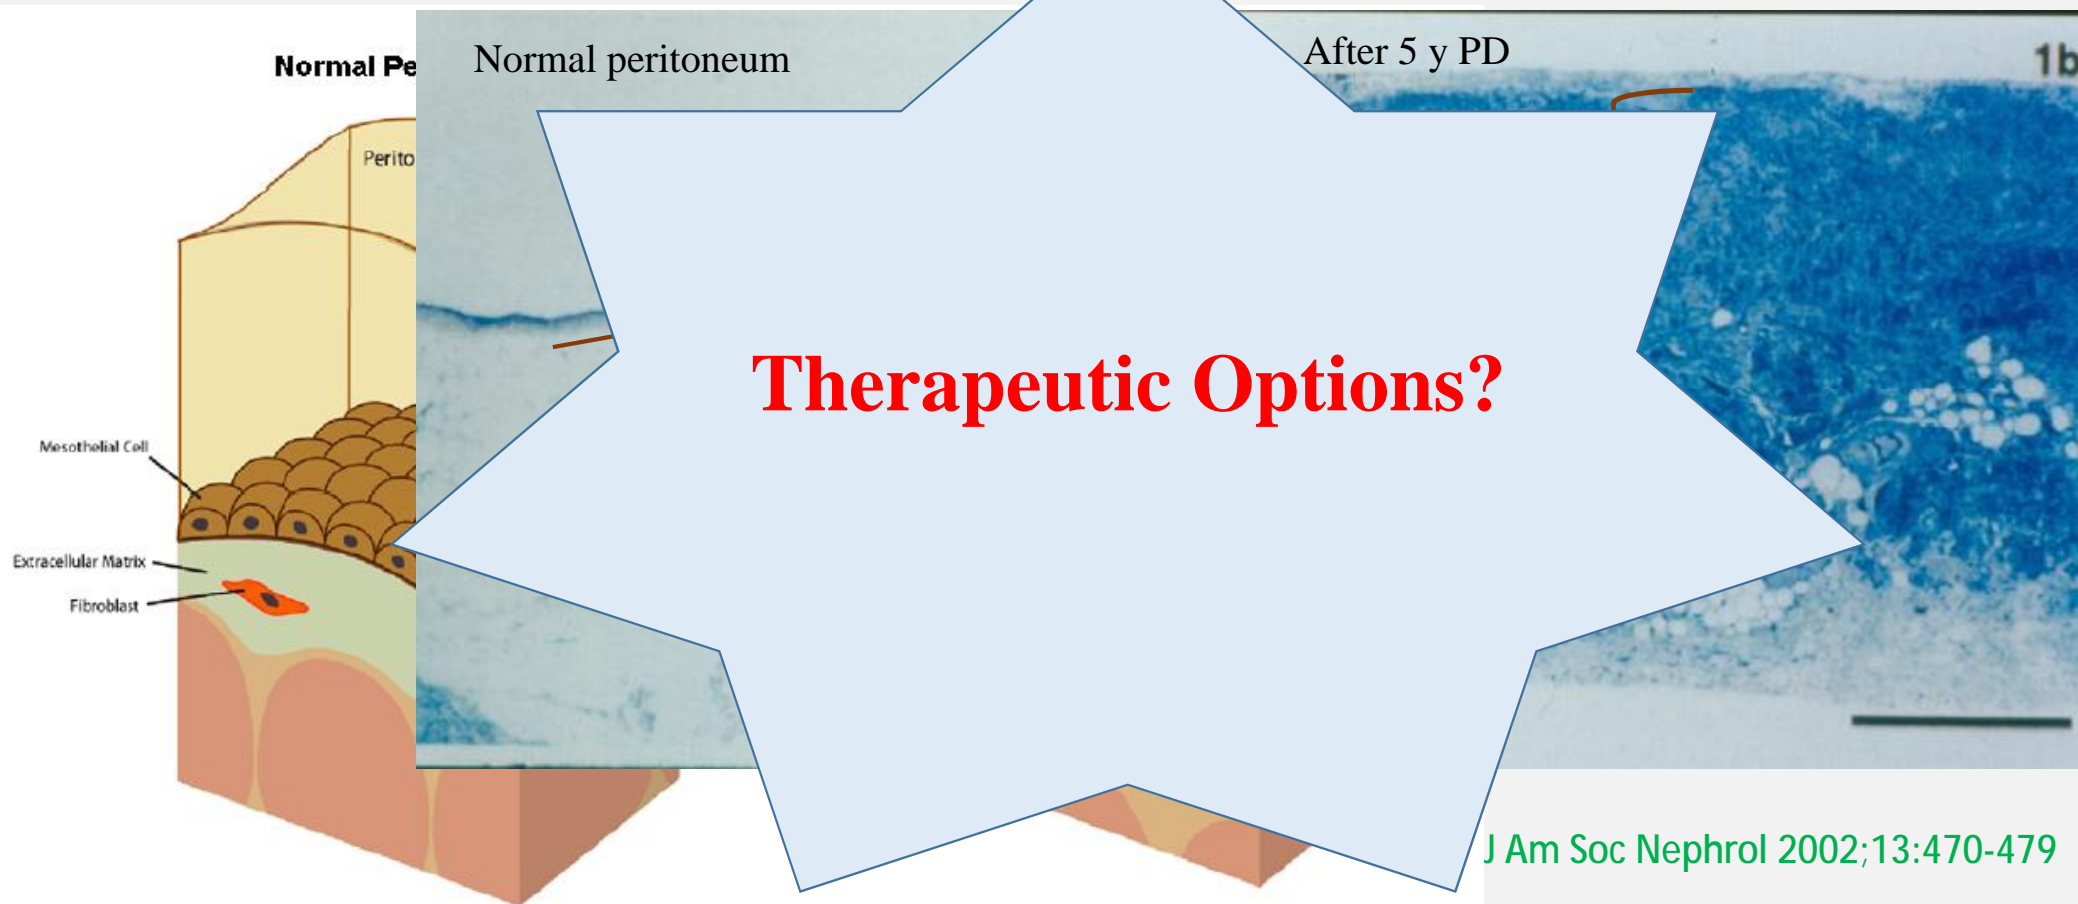 Normal Pe
Normal peritoneum
After 5 y PD
1b
Perito
Therapeutic Options?
Mesothelial Cell
Extracellular Matrix
Fibroblast
J Am Soc Nephrol 2002;13:470-479